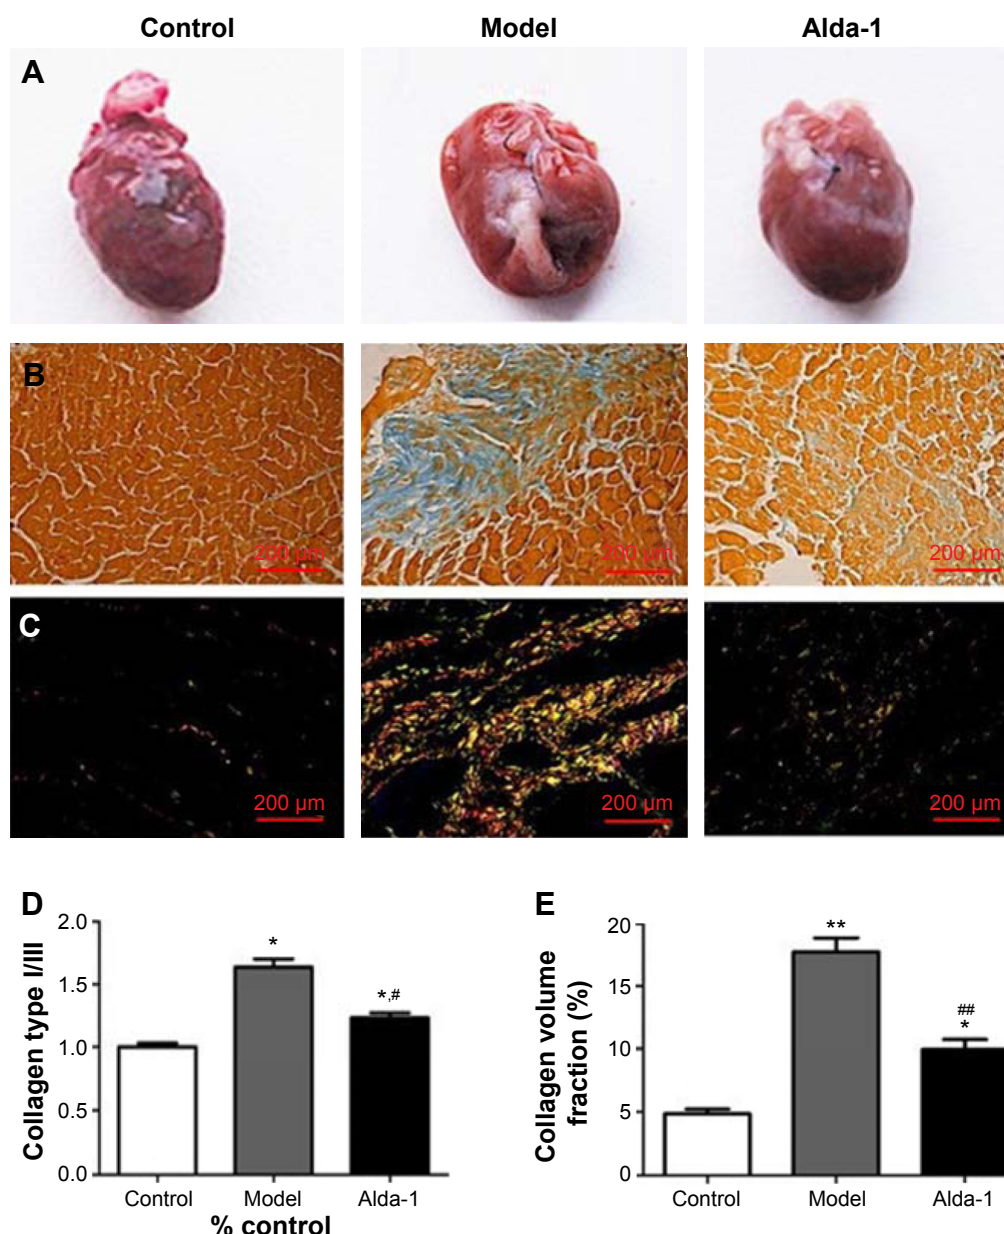 Control Model Alda-1
A
B
200 µm 200 µm 200 µm
C
200 µm 200 µm 200 µm
D
Collagen type I/III
2.0
1.5
1.0
0.5
0.0
*
*,#
Control Model Alda-1
% control
E
Collagen volume
fraction (%)
20
15
10
5
0
**
##
*
Control Model Alda-1